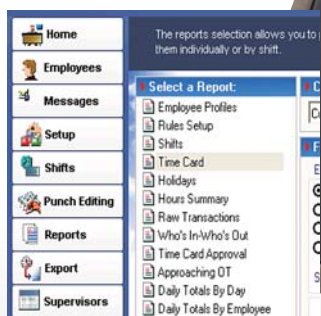 Home
Employees
Messages
Setup
Shifts
Punch Editing
Reports
Export
Supervisors
The reports selection allows you to
them individually or by shift.
Select a Report:
Employee Profiles
Rules Setup
Shifts
Time Card
Holidays
Hours Summary
Raw Transactions
Who's In-Who's Out
Time Card Approval
Approaching OT
Daily Totals By Day
Daily Totals By Employee